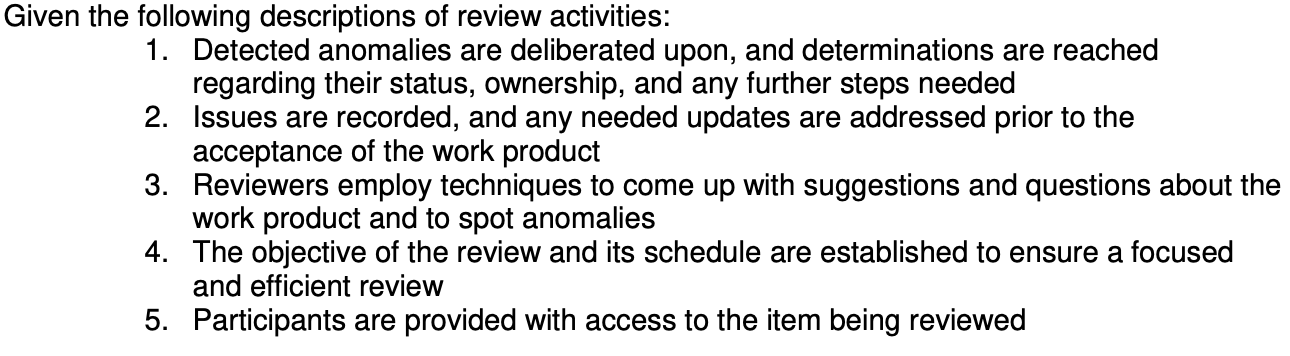 Given the following descriptions of review activities:
1. Detected anomalies are deliberated upon, and determinations are reached
regarding their status, ownership, and any further steps needed
2. Issues are recorded, and any needed updates are addressed prior to the
acceptance of the work product
3. Reviewers employ techniques to come up with suggestions and questions about the
work product and to spot anomalies
4. The objective of the review and its schedule are established to ensure a focused
and efficient review
5. Participants are provided with access to the item being reviewed